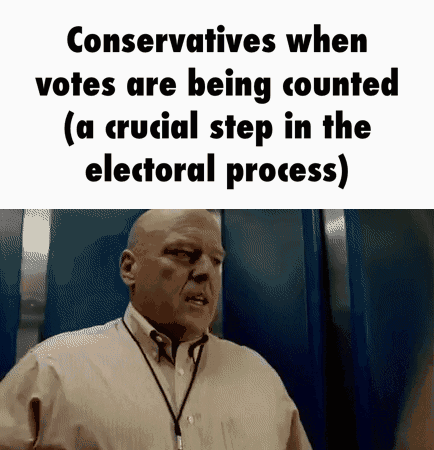 Conservatives when
votes are being counted
(a crucial step in the
electoral process)